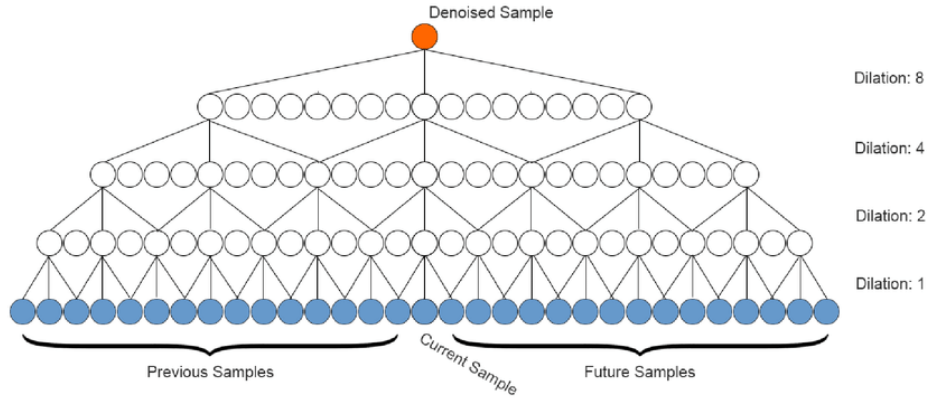 Denoised Sample
Dilation: 8
Dilation: 4
Dilation: 2
Dilation: 1
Previous Samples
Current Sample
Future Samples